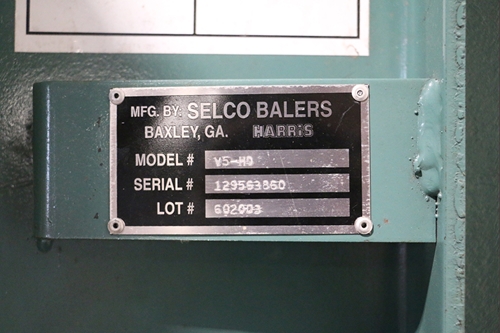 MFG. BY: SELCO BALERS
BAXLEY, GA. HARRIS
MODEL # V5-HD
SERIAL # 129563860
LOT # 602003